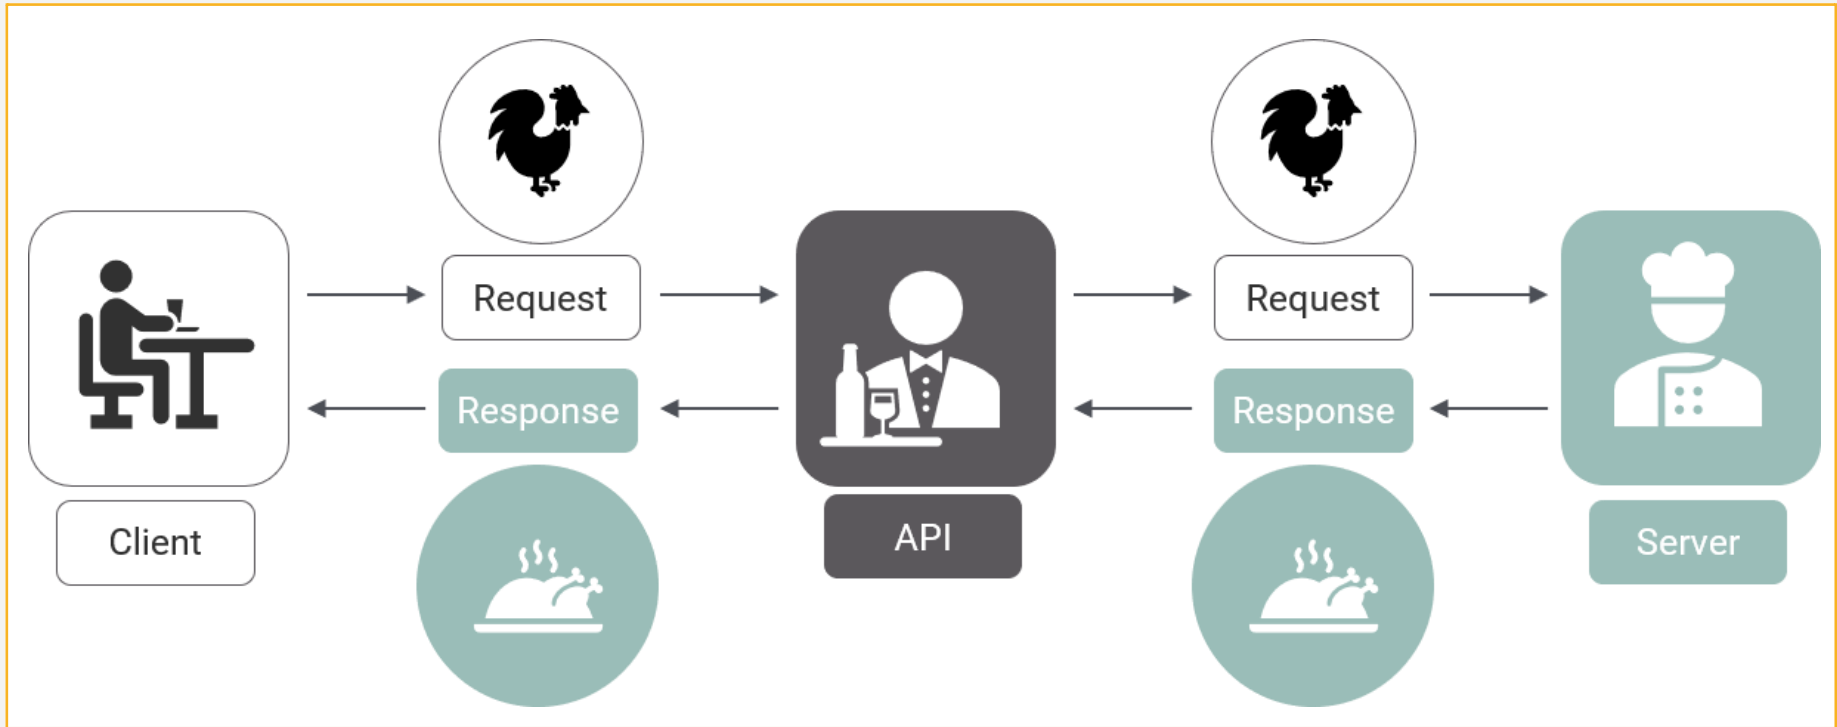 Request
Request
Response
Response
Client
API
Server